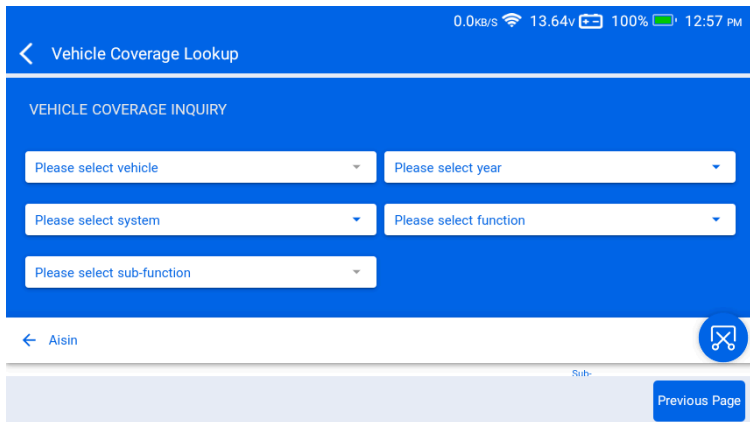 0.0KB/S 13.64V 100% 12:57 PM
Vehicle Coverage Lookup
VEHICLE COVERAGE INQUIRY
Please select vehicle Please select year
Please select system Please select function
Please select sub-function
Aisin
Sub-
Previous Page